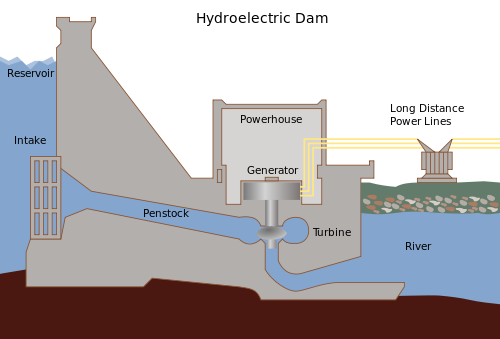 Hydroelectric Dam
Reservoir
Long Distance
Power Lines
Powerhouse
Intake
Generator
Penstock
Turbine
River